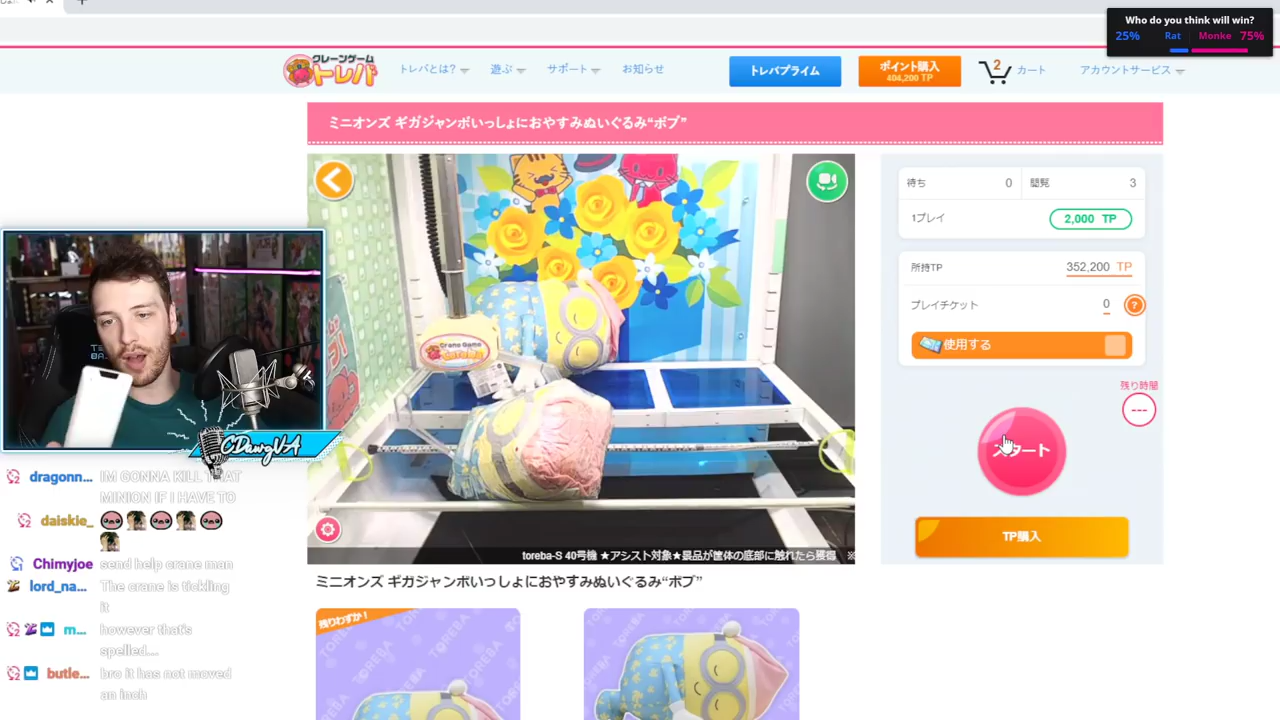 Who do you think will win?
25% Rat Monke 75%
クレーンゲーム
トレバ
トレバとは?
遊ぶ
サポート
お知らせ
トレバプライム
ポイント購入
404,200 TP
2
カート
アカウントサービス
ミニオンズ ギガジャンボいっしょにおやすみぬいぐるみ“ボブ”
待ち 0 閲覧 3
1プレイ 2,000 TP
所持TP 352,200 TP
プレイチケット 0 ?
使用する
残り時間
---
スタート
TP購入
Crane Game
Toreba
CDawgVA
toreba-S 40号機 ★アシスト対象★景品が筐体の底部に触れたら獲得 ※
ミニオンズ ギガジャンボいっしょにおやすみぬいぐるみ“ボブ”
残りわずか!
TOREBA
dragonn... IM GONNA KILL THAT
MINION IF I HAVE TO
daiskie_
Chimyjoe send help crane man
lord_na... The crane is tickling
it
m... however that's
spelled...
butle... bro it has not moved
an inch